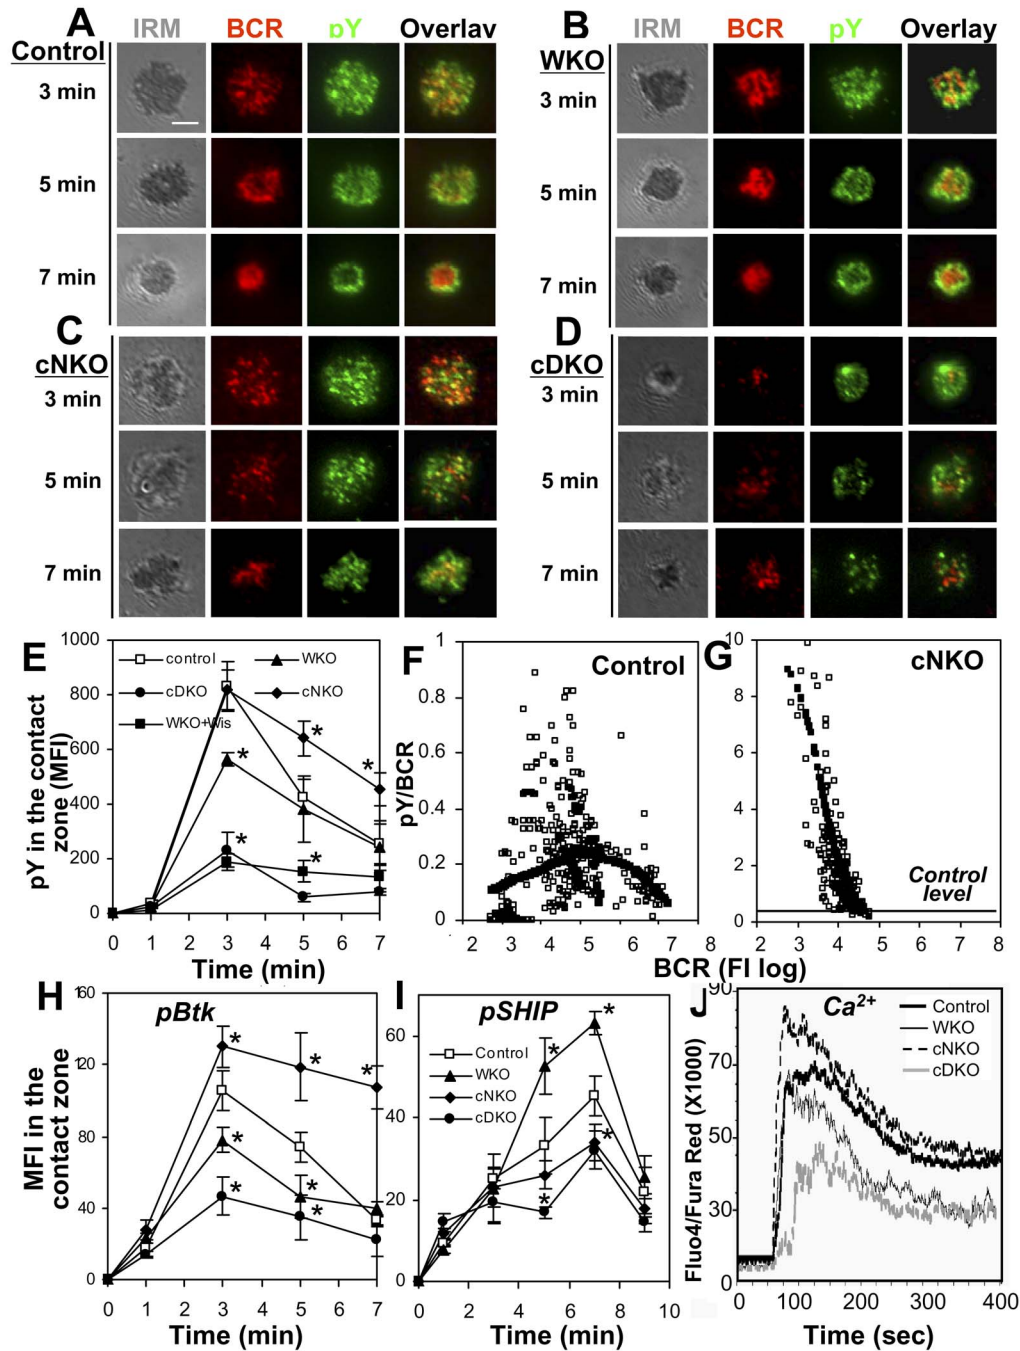 A
IRM BCR pY Overlay
Control
3 min
5 min
7 min
B
IRM BCR pY Overlay
WKO
3 min
5 min
7 min
C
cNKO
3 min
5 min
7 min
D
cDKO
3 min
5 min
7 min
E
pY in the contact
zone (MFI)
1000
800
600
400
200
0
control WKO
cDKO cNKO
WKO+Wis
* * * * *
0 1 2 3 4 5 6 7
Time (min)
F
Control
pY/BCR
1
0.8
0.6
0.4
0.2
0
2 3 4 5 6 7 8
G
cNKO
10
8
6
4
2
0
Control
level
2 3 4 5 6 7 8
BCR (FI log)
H
pBtk
MFI in the
contact zone
160
120
80
40
0
* * * * * * *
0 1 2 3 4 5 6 7
Time (min)
I
pSHIP
60
40
20
0
Control
WKO
cNKO
cDKO
* * * *
0 2 4 6 8 10
Time (min)
J
Ca2+
Fluo4/Fura Red (X1000)
90
70
50
30
10
Control
WKO
cNKO
cDKO
0 100 200 300 400
Time (sec)